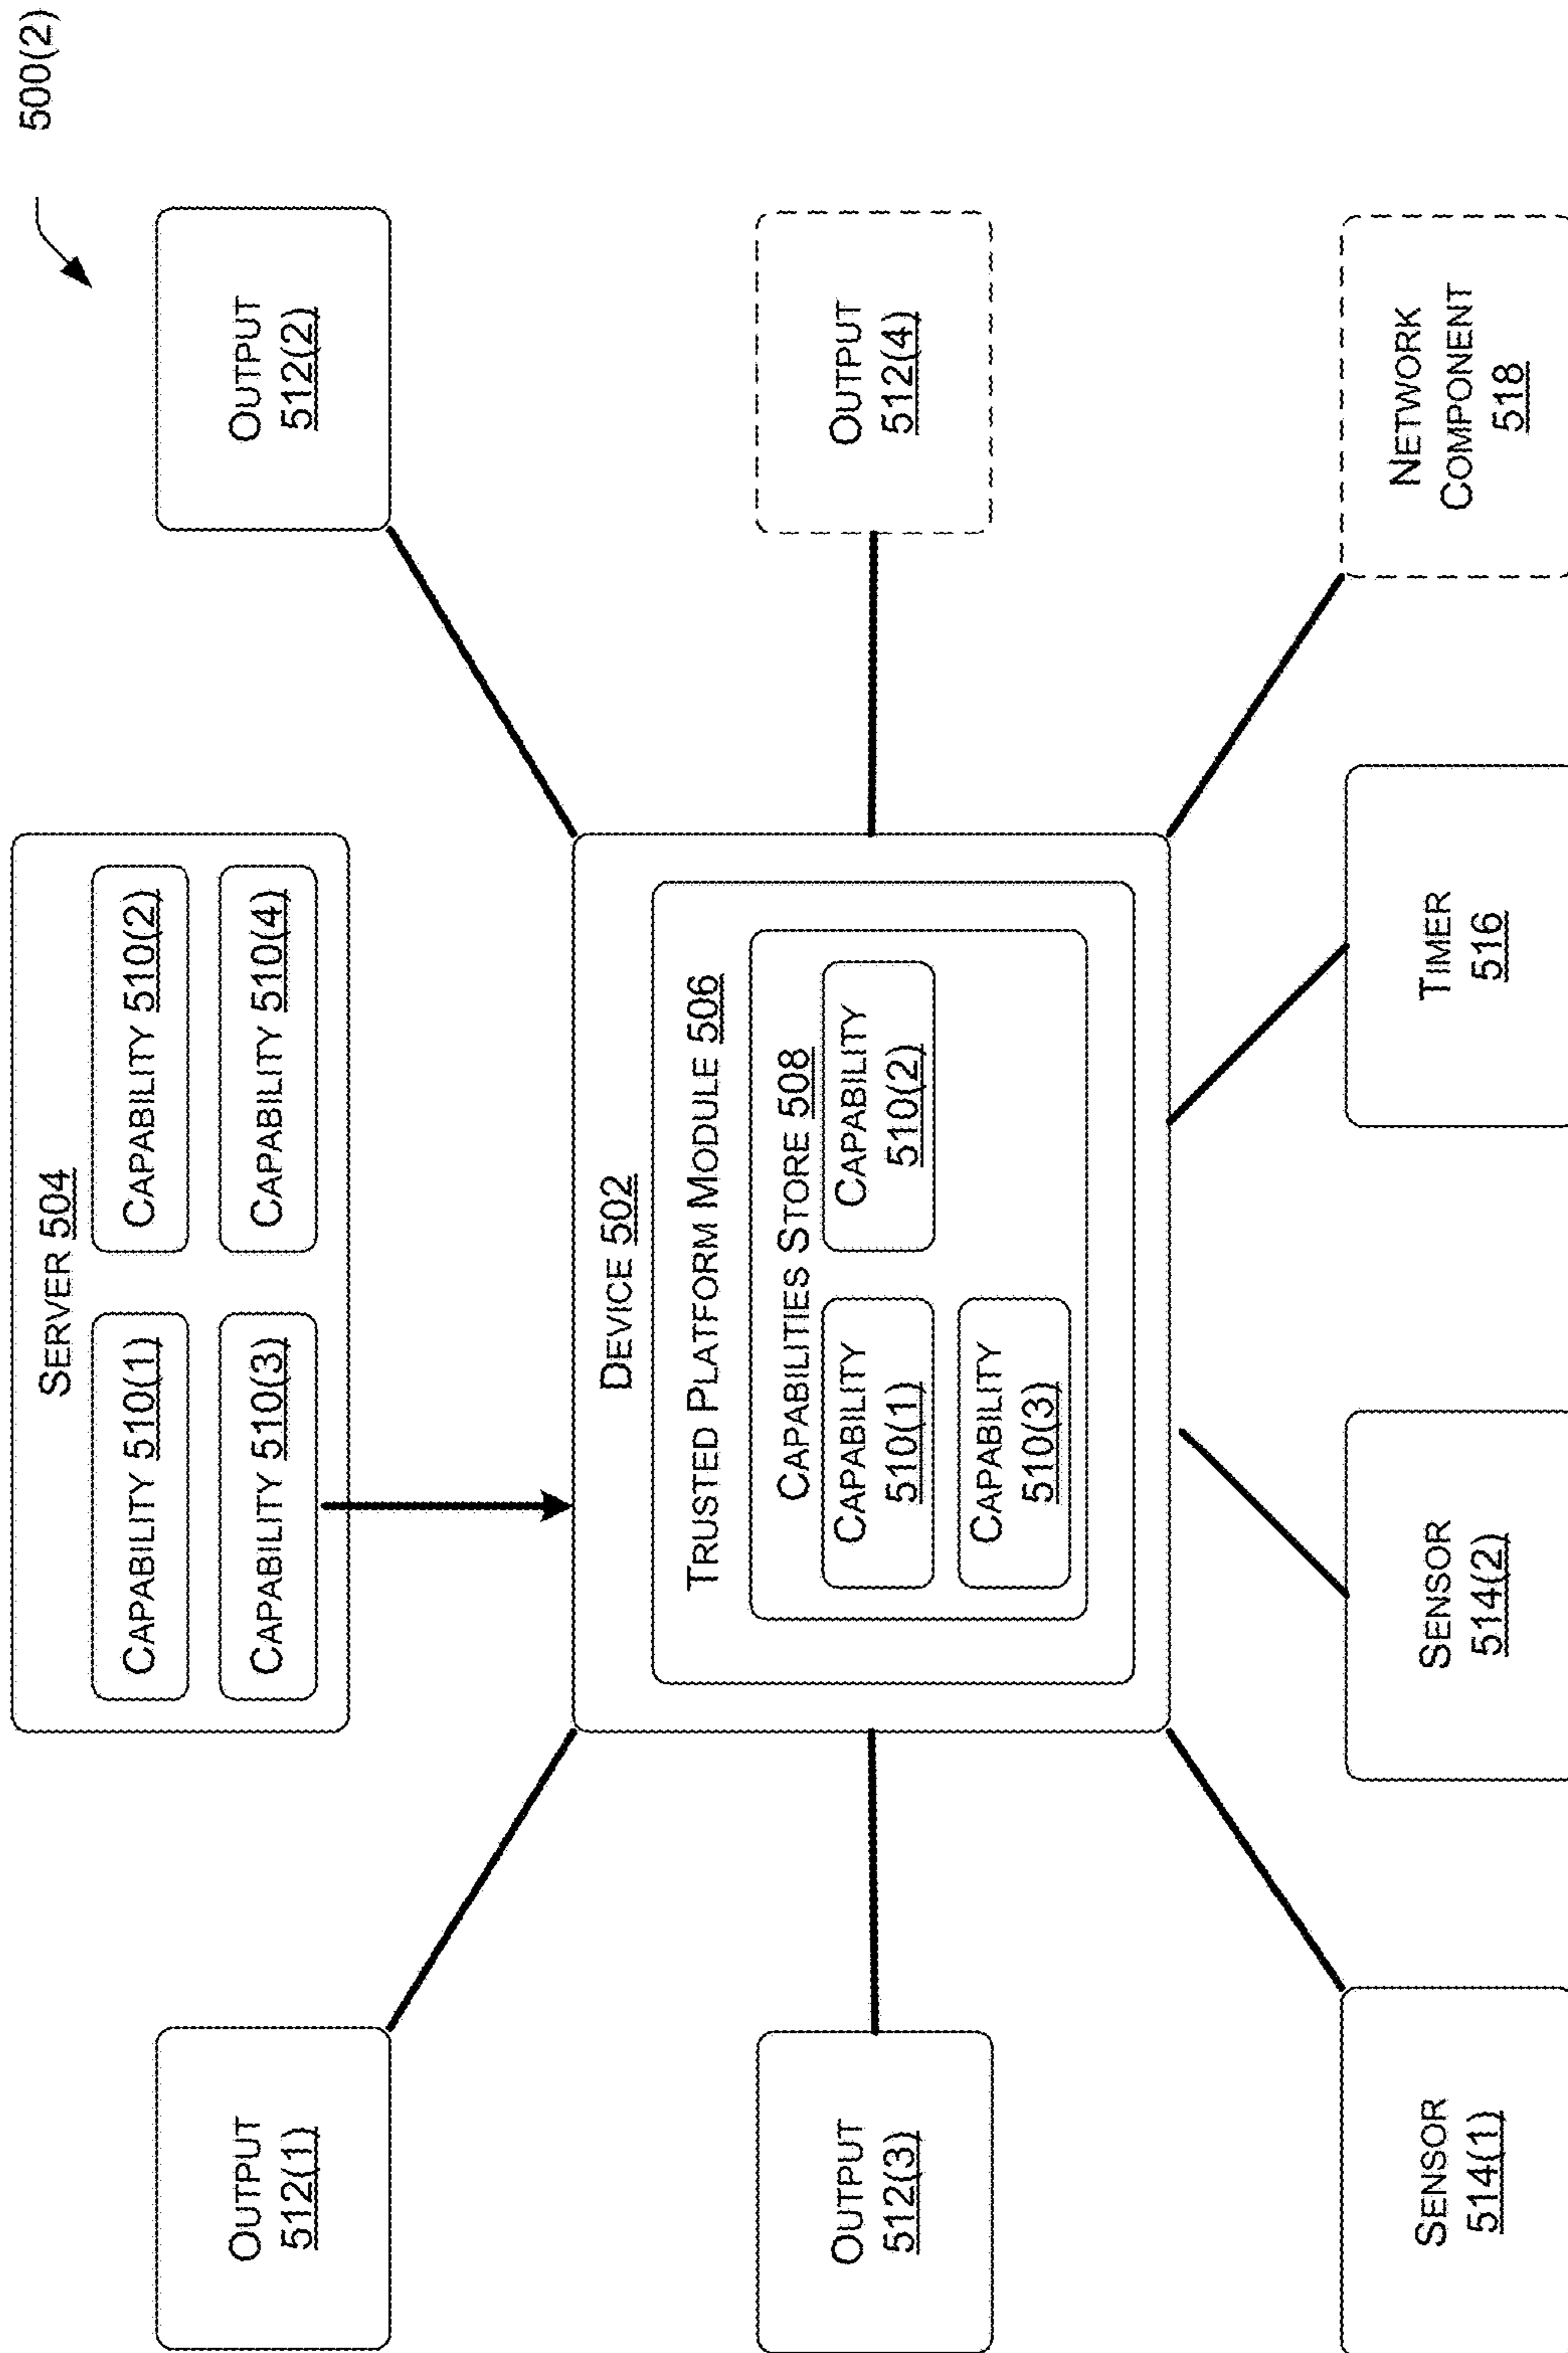 500(2)
SERVER 504
CAPABILITY 510(1)
CAPABILITY 510(2)
CAPABILITY 510(3)
CAPABILITY 510(4)
OUTPUT
512(1)
OUTPUT
512(2)
DEVICE 502
TRUSTED PLATFORM MODULE 506
CAPABILITIES STORE 508
CAPABILITY
510(1)
CAPABILITY
510(2)
CAPABILITY
510(3)
OUTPUT
512(3)
OUTPUT
512(4)
SENSOR
514(1)
SENSOR
514(2)
TIMER
516
NETWORK
COMPONENT
518